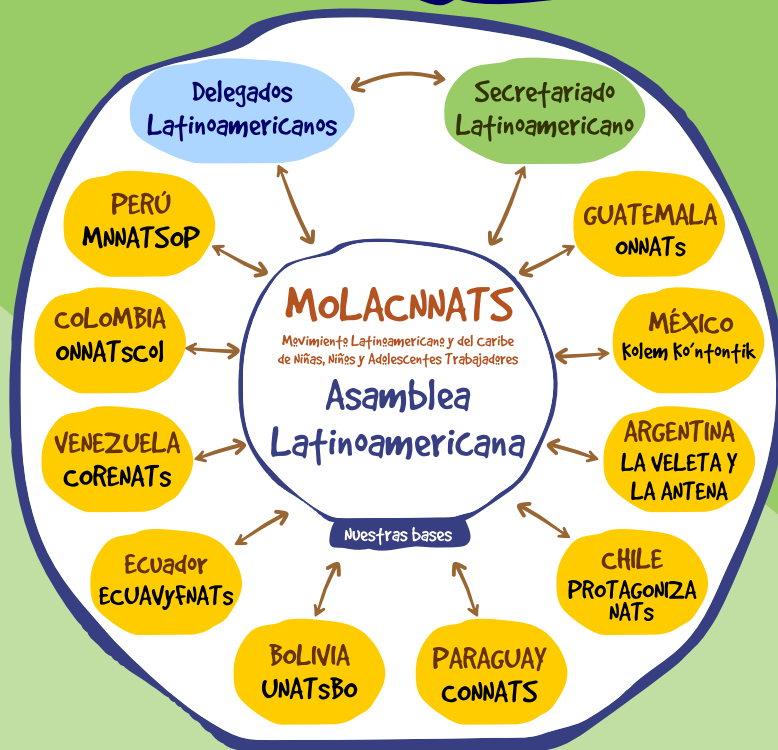 Delegados
Latinoamericanos
Secretariado
Latinoamericano
PERÚ
MNNATSOP
GUATEMALA
ONNATs
MOLACNNATS
Movimiento Latinoamericano y del Caribe
de Niñas, Niños y Adolescentes Trabajadores
Asamblea
Latinoamericana
COLOMBIA
ONNATsCOl
MÉXICO
Kolem Ko´ntontik
VENEZUELA
CORENATs
ARGENTINA
LA VELETA Y
LA ANTENA
Nuestras bases
Ecuador
ECUAVyFNATs
CHILE
PROTAGONIZA
NATs
BOLIVIA
UNATsBO
PARAGUAY
CONNATS